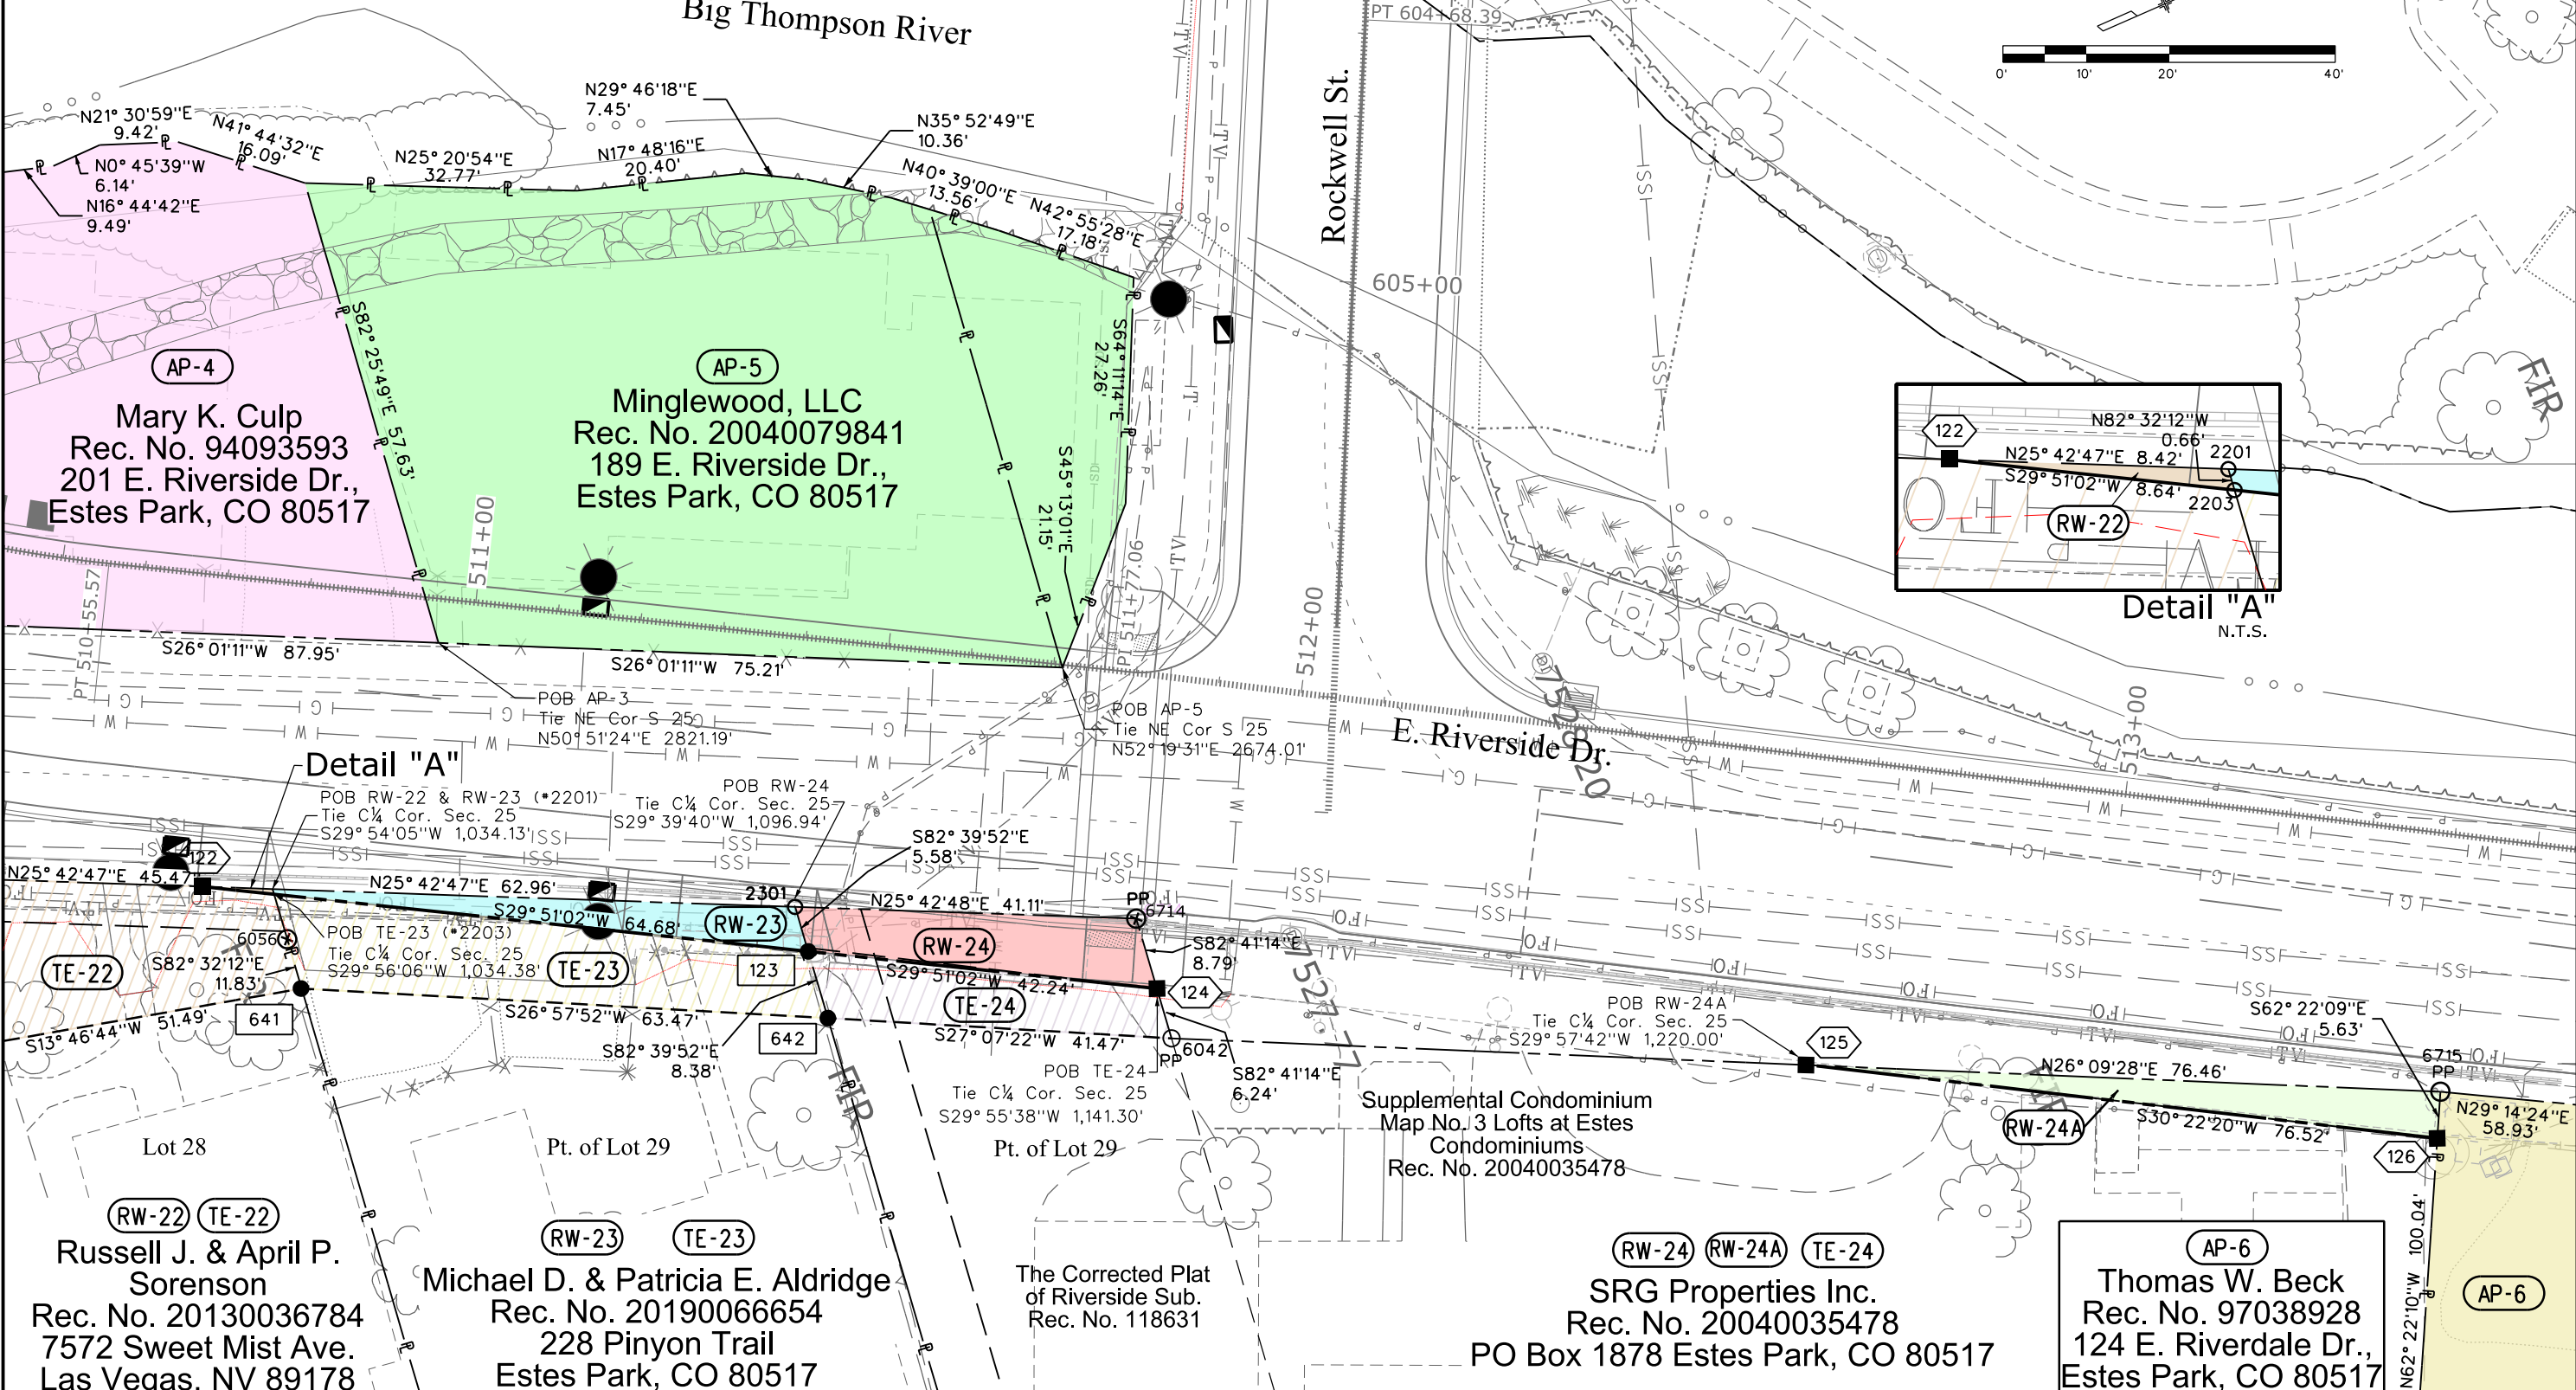 Big Thompson River
PT 604+68.39
0' 10' 20' 40'
Rockwell St.
605+00
N21° 30'59"E
9.42'
N41° 44'32"E
16.09'
N0° 45'39"W
6.14'
N16° 44'42"E
9.49'
N25° 20'54"E
32.77'
N29° 46'18"E
7.45'
N17° 48'16"E
20.40'
N35° 52'49"E
10.36'
N40° 39'00"E
13.56'
N42° 55'28"E
17.18'
S82° 25'49"E 57.63'
S64° 11'14"E
27.26'
S45° 13'01"E
21.15'
AP-4
Mary K. Culp
Rec. No. 94093593
201 E. Riverside Dr.,
Estes Park, CO 80517
AP-5
Minglewood, LLC
Rec. No. 20040079841
189 E. Riverside Dr.,
Estes Park, CO 80517
511+00
PT 510+55.57
PI 511+77.06
512+00
513+00
S26° 01'11"W 87.95'
S26° 01'11"W 75.21'
POB AP-3
Tie NE Cor S 25
N50° 51'24"E 2821.19'
POB AP-5
Tie NE Cor S 25
N52° 19'31"E 2674.01'
E. Riverside Dr.
7528.20
FIR
122
N82° 32'12"W
0.66'
N25° 42'47"E 8.42'
2201
S29° 51'02"W 8.64'
2203
RW-22
Detail "A"
N.T.S.
Detail "A"
POB RW-22 & RW-23 (*2201)
Tie C¼ Cor. Sec. 25
S29° 54'05"W 1,034.13'
POB RW-24
Tie C¼ Cor. Sec. 25
S29° 39'40"W 1,096.94'
S82° 39'52"E
5.58'
122
N25° 42'47"E 45.47'
N25° 42'47"E 62.96'
2301
N25° 42'48"E 41.11'
PP
6714
S29° 51'02"W 64.68'
RW-23
RW-24
S82° 41'14"E
8.79'
6056
POB TE-23 (*2203)
Tie C¼ Cor. Sec. 25
S29° 56'06"W 1,034.38'
TE-22
S82° 32'12"E
11.83'
TE-23
123
S29° 51'02"W 42.24'
TE-24
124
7527.77
S13° 46'44"W 51.49'
641
S26° 57'52"W 63.47'
642
S27° 07'22"W 41.47'
PP
6042
S82° 39'52"E
8.38'
FIR
POB TE-24
Tie C¼ Cor. Sec. 25
S29° 55'38"W 1,141.30'
S82° 41'14"E
6.24'
POB RW-24A
Tie C¼ Cor. Sec. 25
S29° 57'42"W 1,220.00'
125
S62° 22'09"E
5.63'
6715
PP
N26° 09'28"E 76.46'
RW-24A
S30° 22'20"W 76.52'
N29° 14'24"E
58.93'
126
Supplemental Condominium
Map No. 3 Lofts at Estes
Condominiums
Rec. No. 20040035478
Lot 28
Pt. of Lot 29
Pt. of Lot 29
RW-22 TE-22
Russell J. & April P.
Sorenson
Rec. No. 20130036784
7572 Sweet Mist Ave.
Las Vegas, NV 89178
RW-23 TE-23
Michael D. & Patricia E. Aldridge
Rec. No. 20190066654
228 Pinyon Trail
Estes Park, CO 80517
The Corrected Plat
of Riverside Sub.
Rec. No. 118631
RW-24 RW-24A TE-24
SRG Properties Inc.
Rec. No. 20040035478
PO Box 1878 Estes Park, CO 80517
AP-6
Thomas W. Beck
Rec. No. 97038928
124 E. Riverdale Dr.,
Estes Park, CO 80517
N62° 22'10"W 100.04'
AP-6